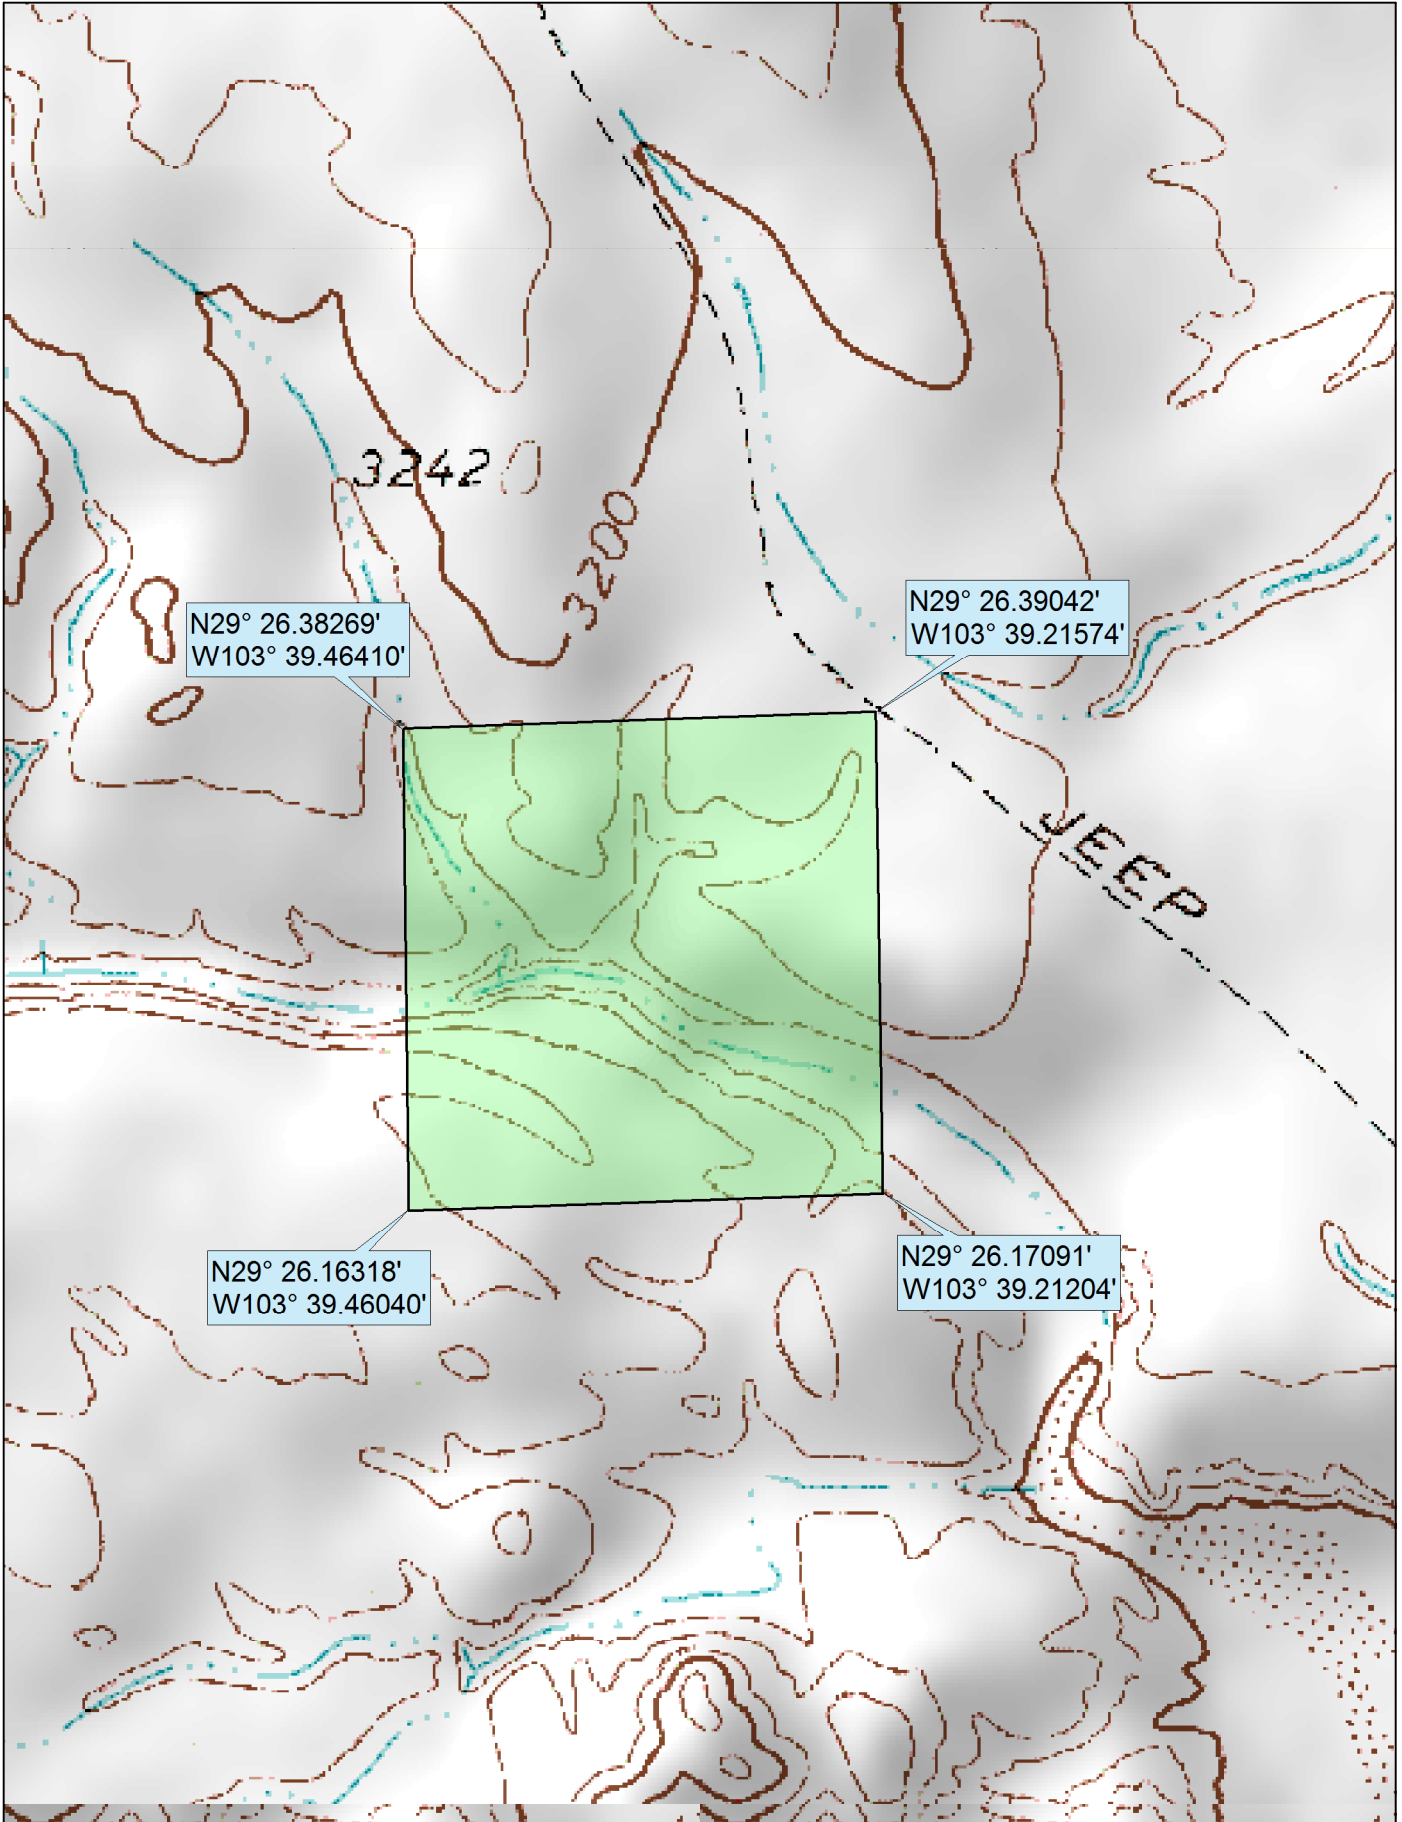 3242
3200
N29° 26.38269'
W103° 39.46410'
N29° 26.39042'
W103° 39.21574'
JEEP
N29° 26.16318'
W103° 39.46040'
N29° 26.17091'
W103° 39.21204'